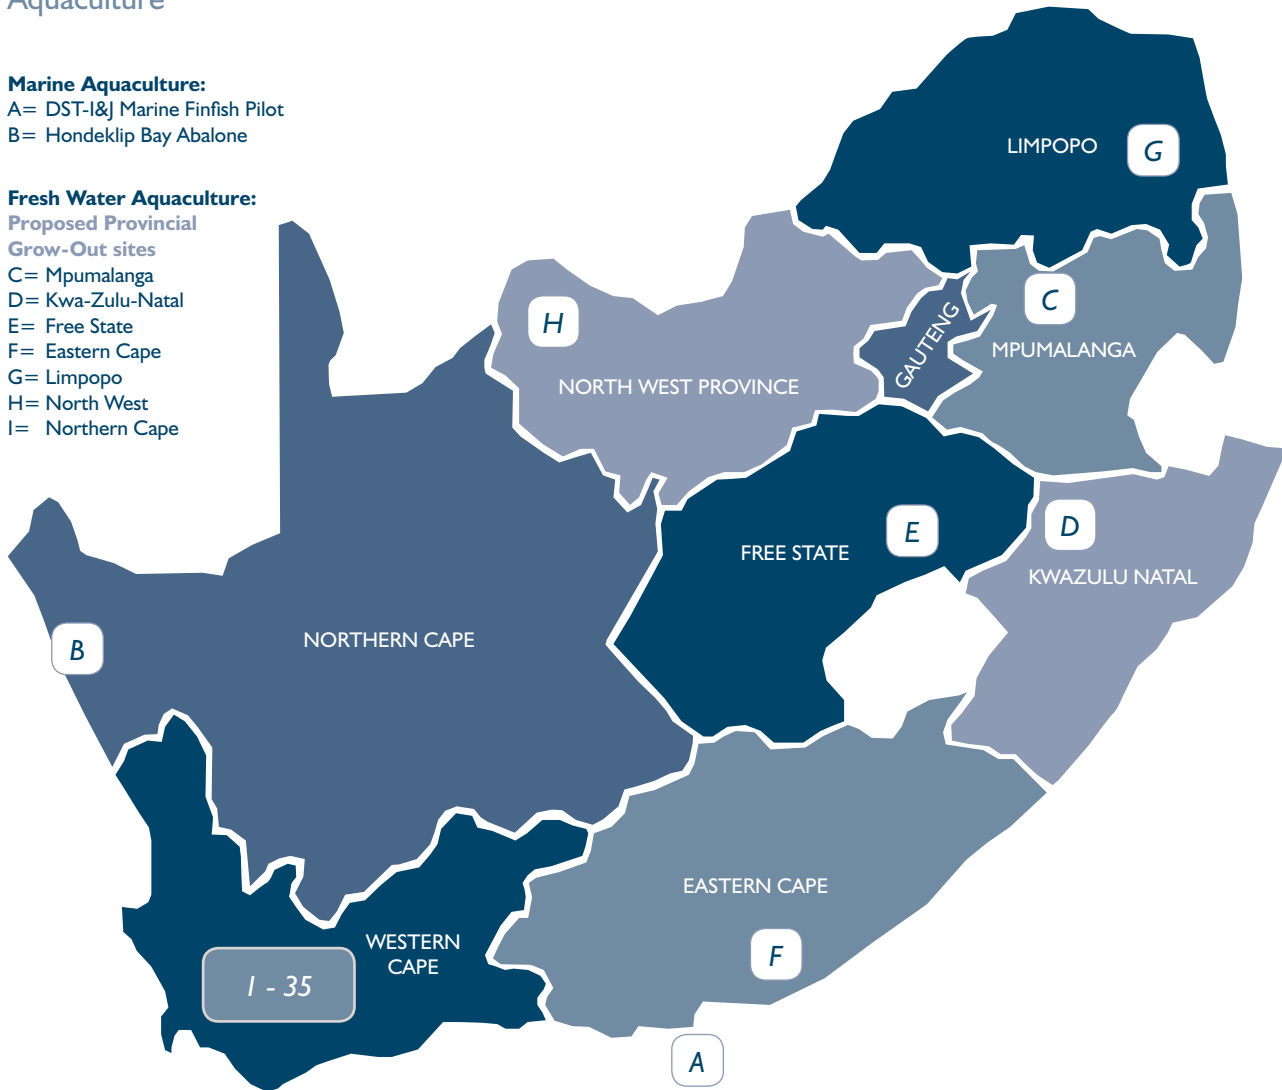 Aquaculture
Marine Aquaculture:
A= DST-I&J Marine Finfish Pilot
B= Hondeklip Bay Abalone
Fresh Water Aquaculture:
Proposed Provincial
Grow-Out sites
C= Mpumalanga
D= Kwa-Zulu-Natal
E= Free State
F= Eastern Cape
G= Limpopo
H= North West
I= Northern Cape
LIMPOPO
G
H
C
GAUTENG
MPUMALANGA
NORTH WEST PROVINCE
E
D
FREE STATE
KWAZULU NATAL
B
NORTHERN CAPE
EASTERN CAPE
WESTERN
CAPE
F
1 - 35
A